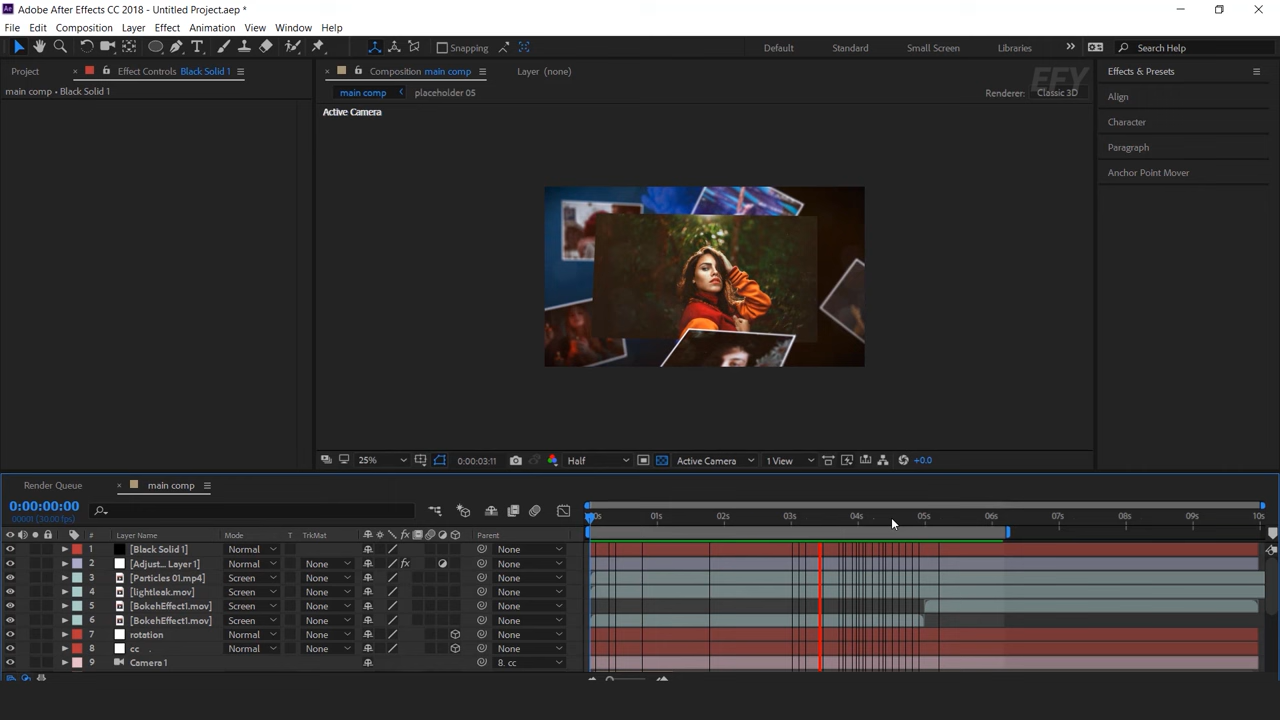 Adobe After Effects CC 2018 - Untitled Project.aep *
File Edit Composition Layer Effect Animation View Window Help
Snapping Default Standard Small Screen Libraries » Search Help
Project × Effect Controls Black Solid 1
× Composition main comp Layer (none)
Effects & Presets
EFY
main comp • Black Solid 1
main comp placeholder 05
Renderer: Classic 3D
Active Camera
Align
Character
Paragraph
Anchor Point Mover
25% 0:00:03:11 Half Active Camera 1 View +0.0
Render Queue × main comp
0:00:00:00
00001 (30.00 fps)
01s 02s 03s 04s 05s 06s 07s 08s 09s 10s
# Layer Name Mode T TrkMat Parent
1 [Black Solid 1] Normal None
2 [Adjust... Layer 1] Normal None None
3 [Particles 01.mp4] Screen None None
4 [lightleak.mov] Screen None None
5 [BokehEffect1.mov] Screen None None
6 [BokehEffect1.mov] Screen None None
7 rotation Normal None None
8 cc . Normal None None
9 Camera 1 8. cc